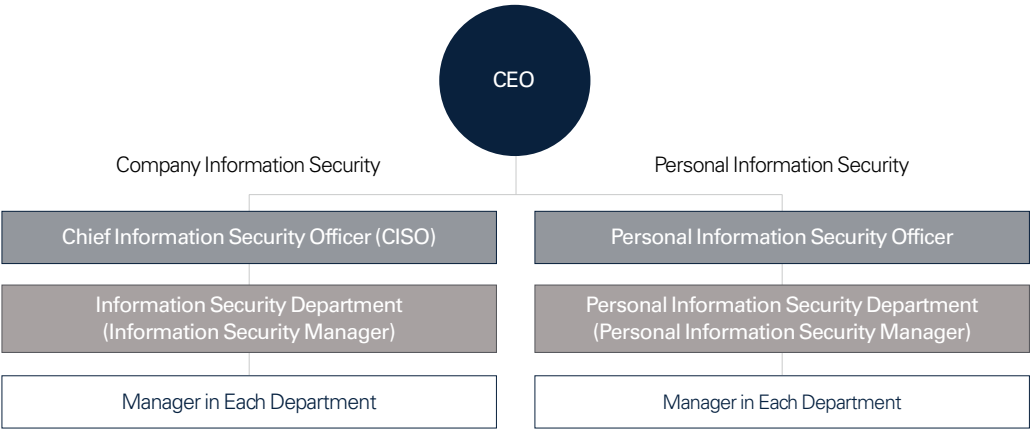 CEO
Company Information Security
Personal Information Security
Chief Information Security Officer (CISO)
Personal Information Security Officer
Information Security Department
(Information Security Manager)
Personal Information Security Department
(Personal Information Security Manager)
Manager in Each Department
Manager in Each Department